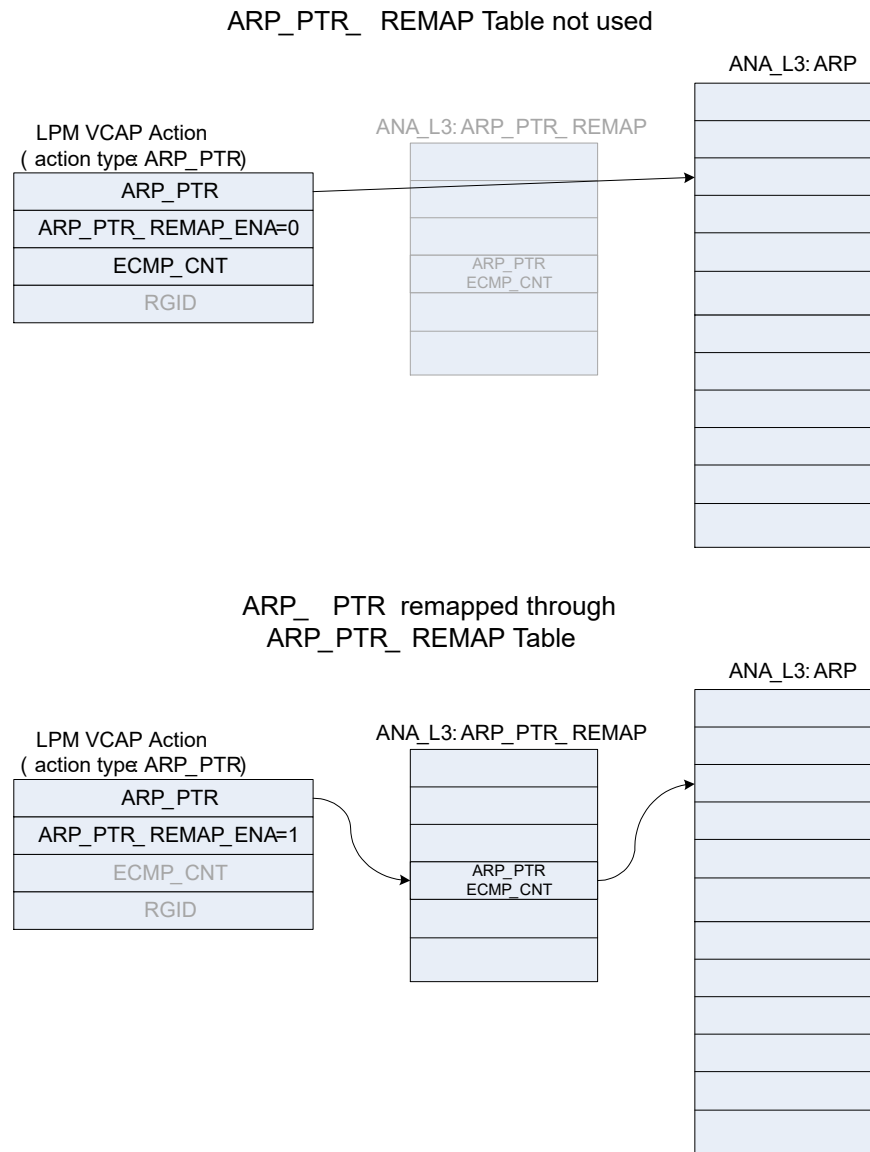 ARP_PTR_ REMAP Table not used
ANA_L3: ARP
ANA_L3: ARP_PTR_ REMAP
LPM VCAP Action
( action type: ARP_PTR)
ARP_PTR
ARP_PTR_ REMAP_ENA=0
ECMP_CNT
RGID
ARP_PTR
ECMP_CNT
ARP_ PTR remapped through
ARP_PTR_ REMAP Table
ANA_L3: ARP
LPM VCAP Action
( action type: ARP_PTR)
ANA_L3: ARP_PTR_ REMAP
ARP_PTR
ARP_PTR_ REMAP_ENA=1
ECMP_CNT
RGID
ARP_PTR
ECMP_CNT